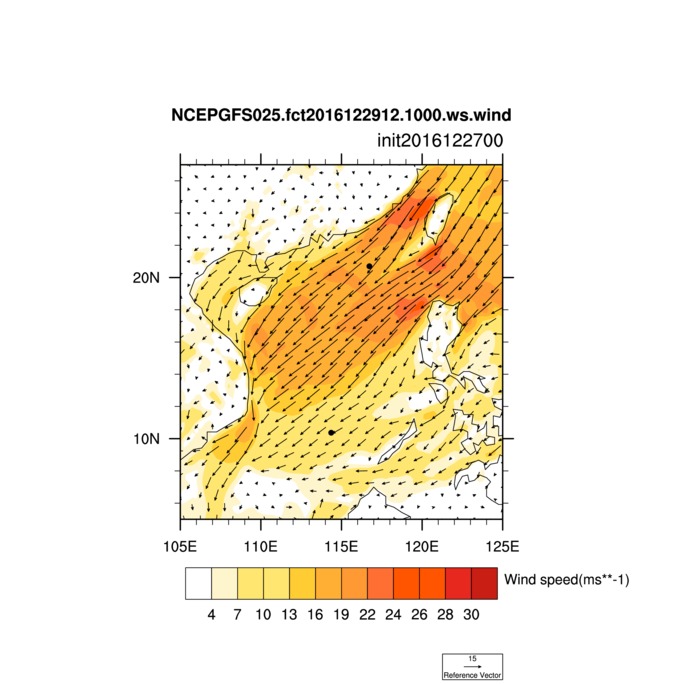 NCEPGFS025.fct2016122912.1000.ws.wind
init2016122700
20N
10N
105E 110E 115E 120E 125E
4 7 10 13 16 19 22 24 26 28 30
Wind speed(ms**-1)
15
Reference Vector